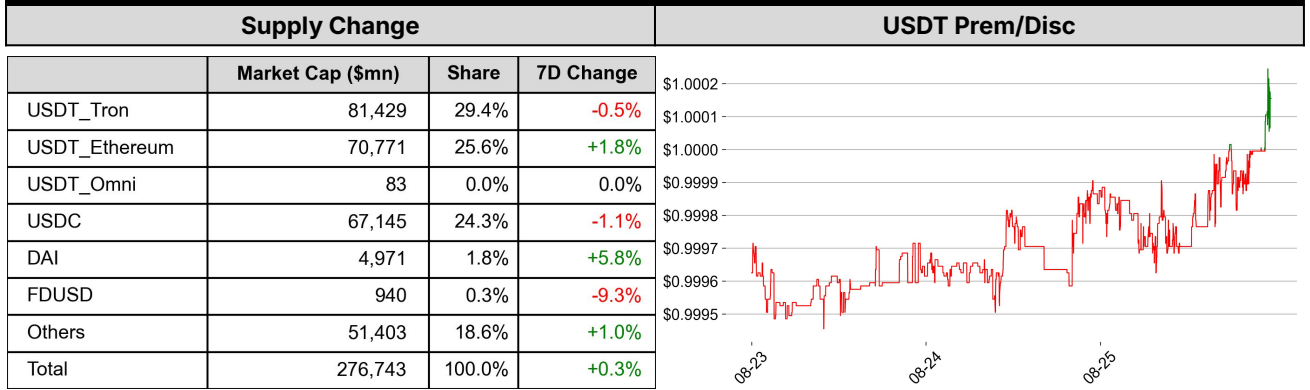 Supply Change
Market Cap ($mn) Share 7D Change
USDT_Tron 81,429 29.4% -0.5%
USDT_Ethereum 70,771 25.6% +1.8%
USDT_Omni 83 0.0% 0.0%
USDC 67,145 24.3% -1.1%
DAI 4,971 1.8% +5.8%
FDUSD 940 0.3% -9.3%
Others 51,403 18.6% +1.0%
Total 276,743 100.0% +0.3%
USDT Prem/Disc
$1.0002
$1.0001
$1.0000
$0.9999
$0.9998
$0.9997
$0.9996
$0.9995
08-23 08-24 08-25